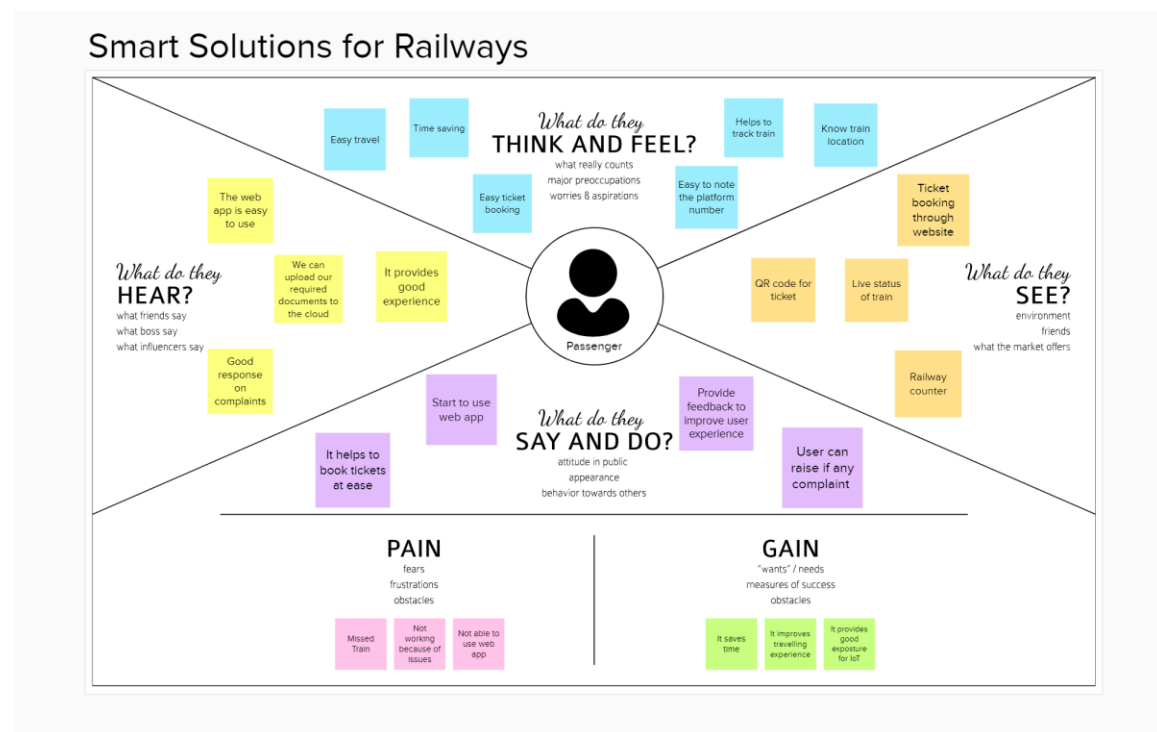 Smart Solutions for Railways
What do they
THINK AND FEEL?
what really counts
major preoccupations
worries & aspirations
Easy travel
Time saving
Easy ticket
booking
Helps to
track train
Know train
location
Easy to note
the platform
number
What do they
HEAR?
what friends say
what boss say
what influencers say
The web
app is easy
to use
We can
upload our
required
documents to
the cloud
It provides
good
experience
Good
response
on
complaints
Passenger
What do they
SEE?
environment
friends
what the market offers
Ticket
booking
through
website
QR code for
ticket
Live status
of train
Railway
counter
What do they
SAY AND DO?
attitude in public
appearance
behavior towards others
Start to use
web app
It helps to
book tickets
at ease
Provide
feedback to
improve user
experience
User can
raise if any
complaint
PAIN
fears
frustrations
obstacles
Missed
Train
Not
working
because of
issues
Not able to
use web
app
GAIN
"wants" / needs
measures of success
obstacles
It saves
time
It improves
travelling
experience
It provides
good
exposture
for IoT